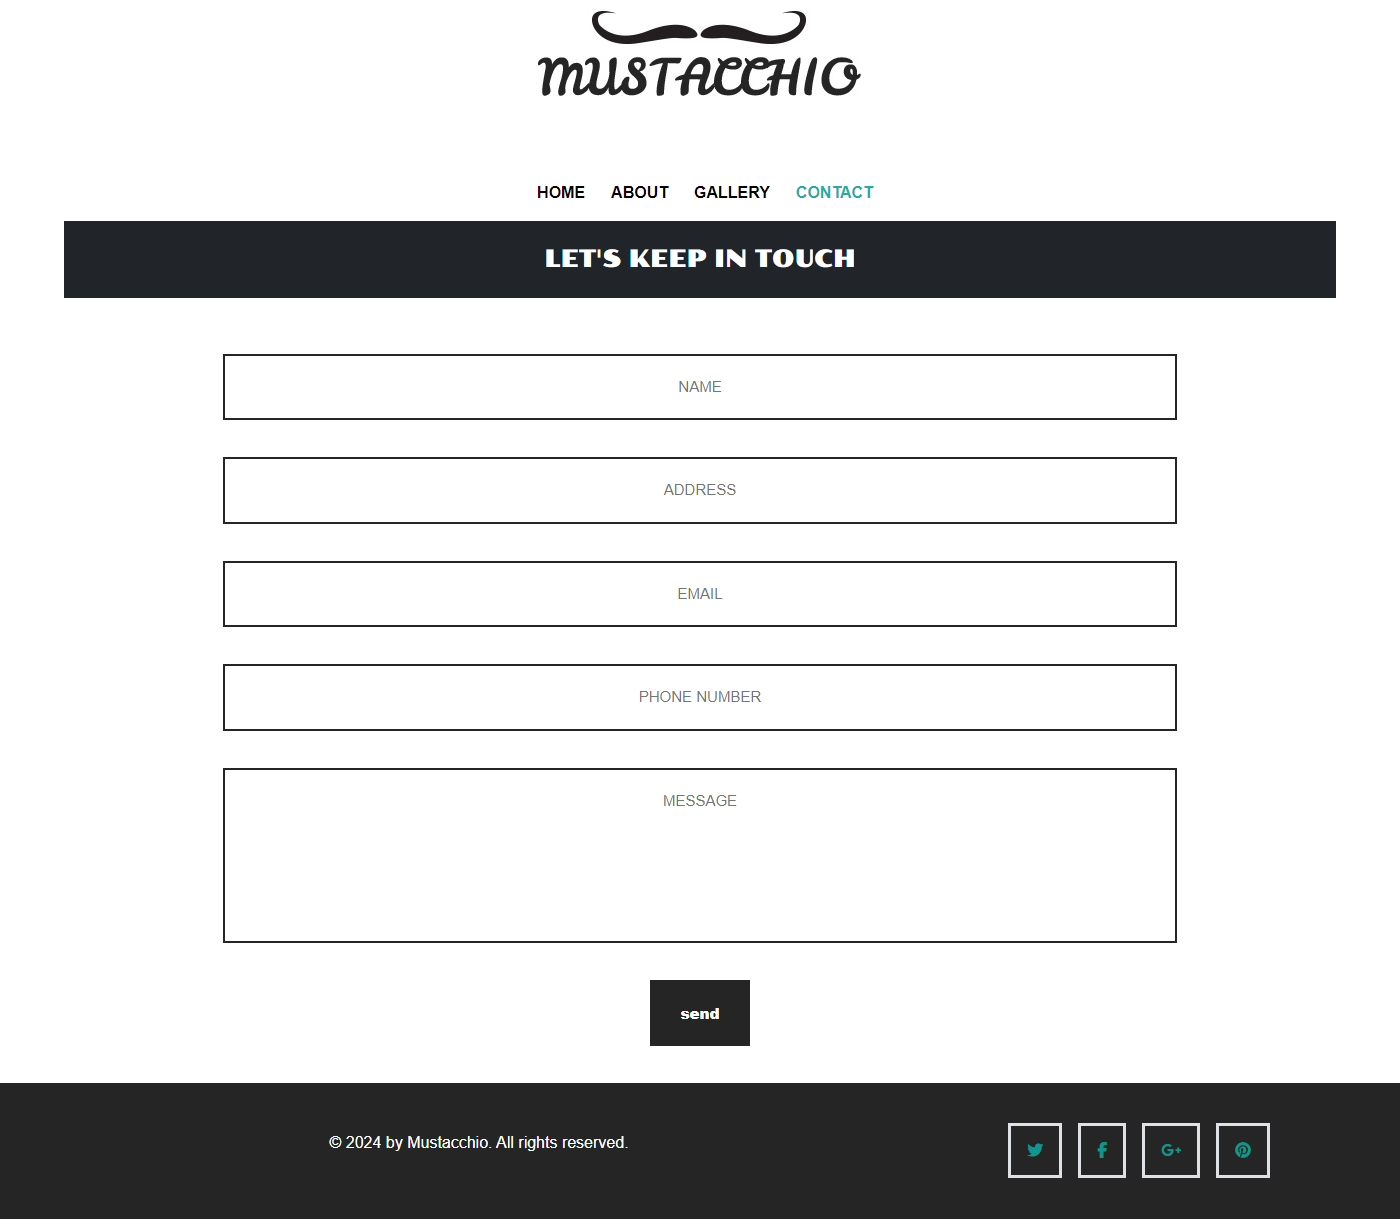 MUSTACCHIO
HOME ABOUT GALLERY CONTACT
LET'S KEEP IN TOUCH
NAME
ADDRESS
EMAIL
PHONE NUMBER
MESSAGE
send
© 2024 by Mustacchio. All rights reserved.